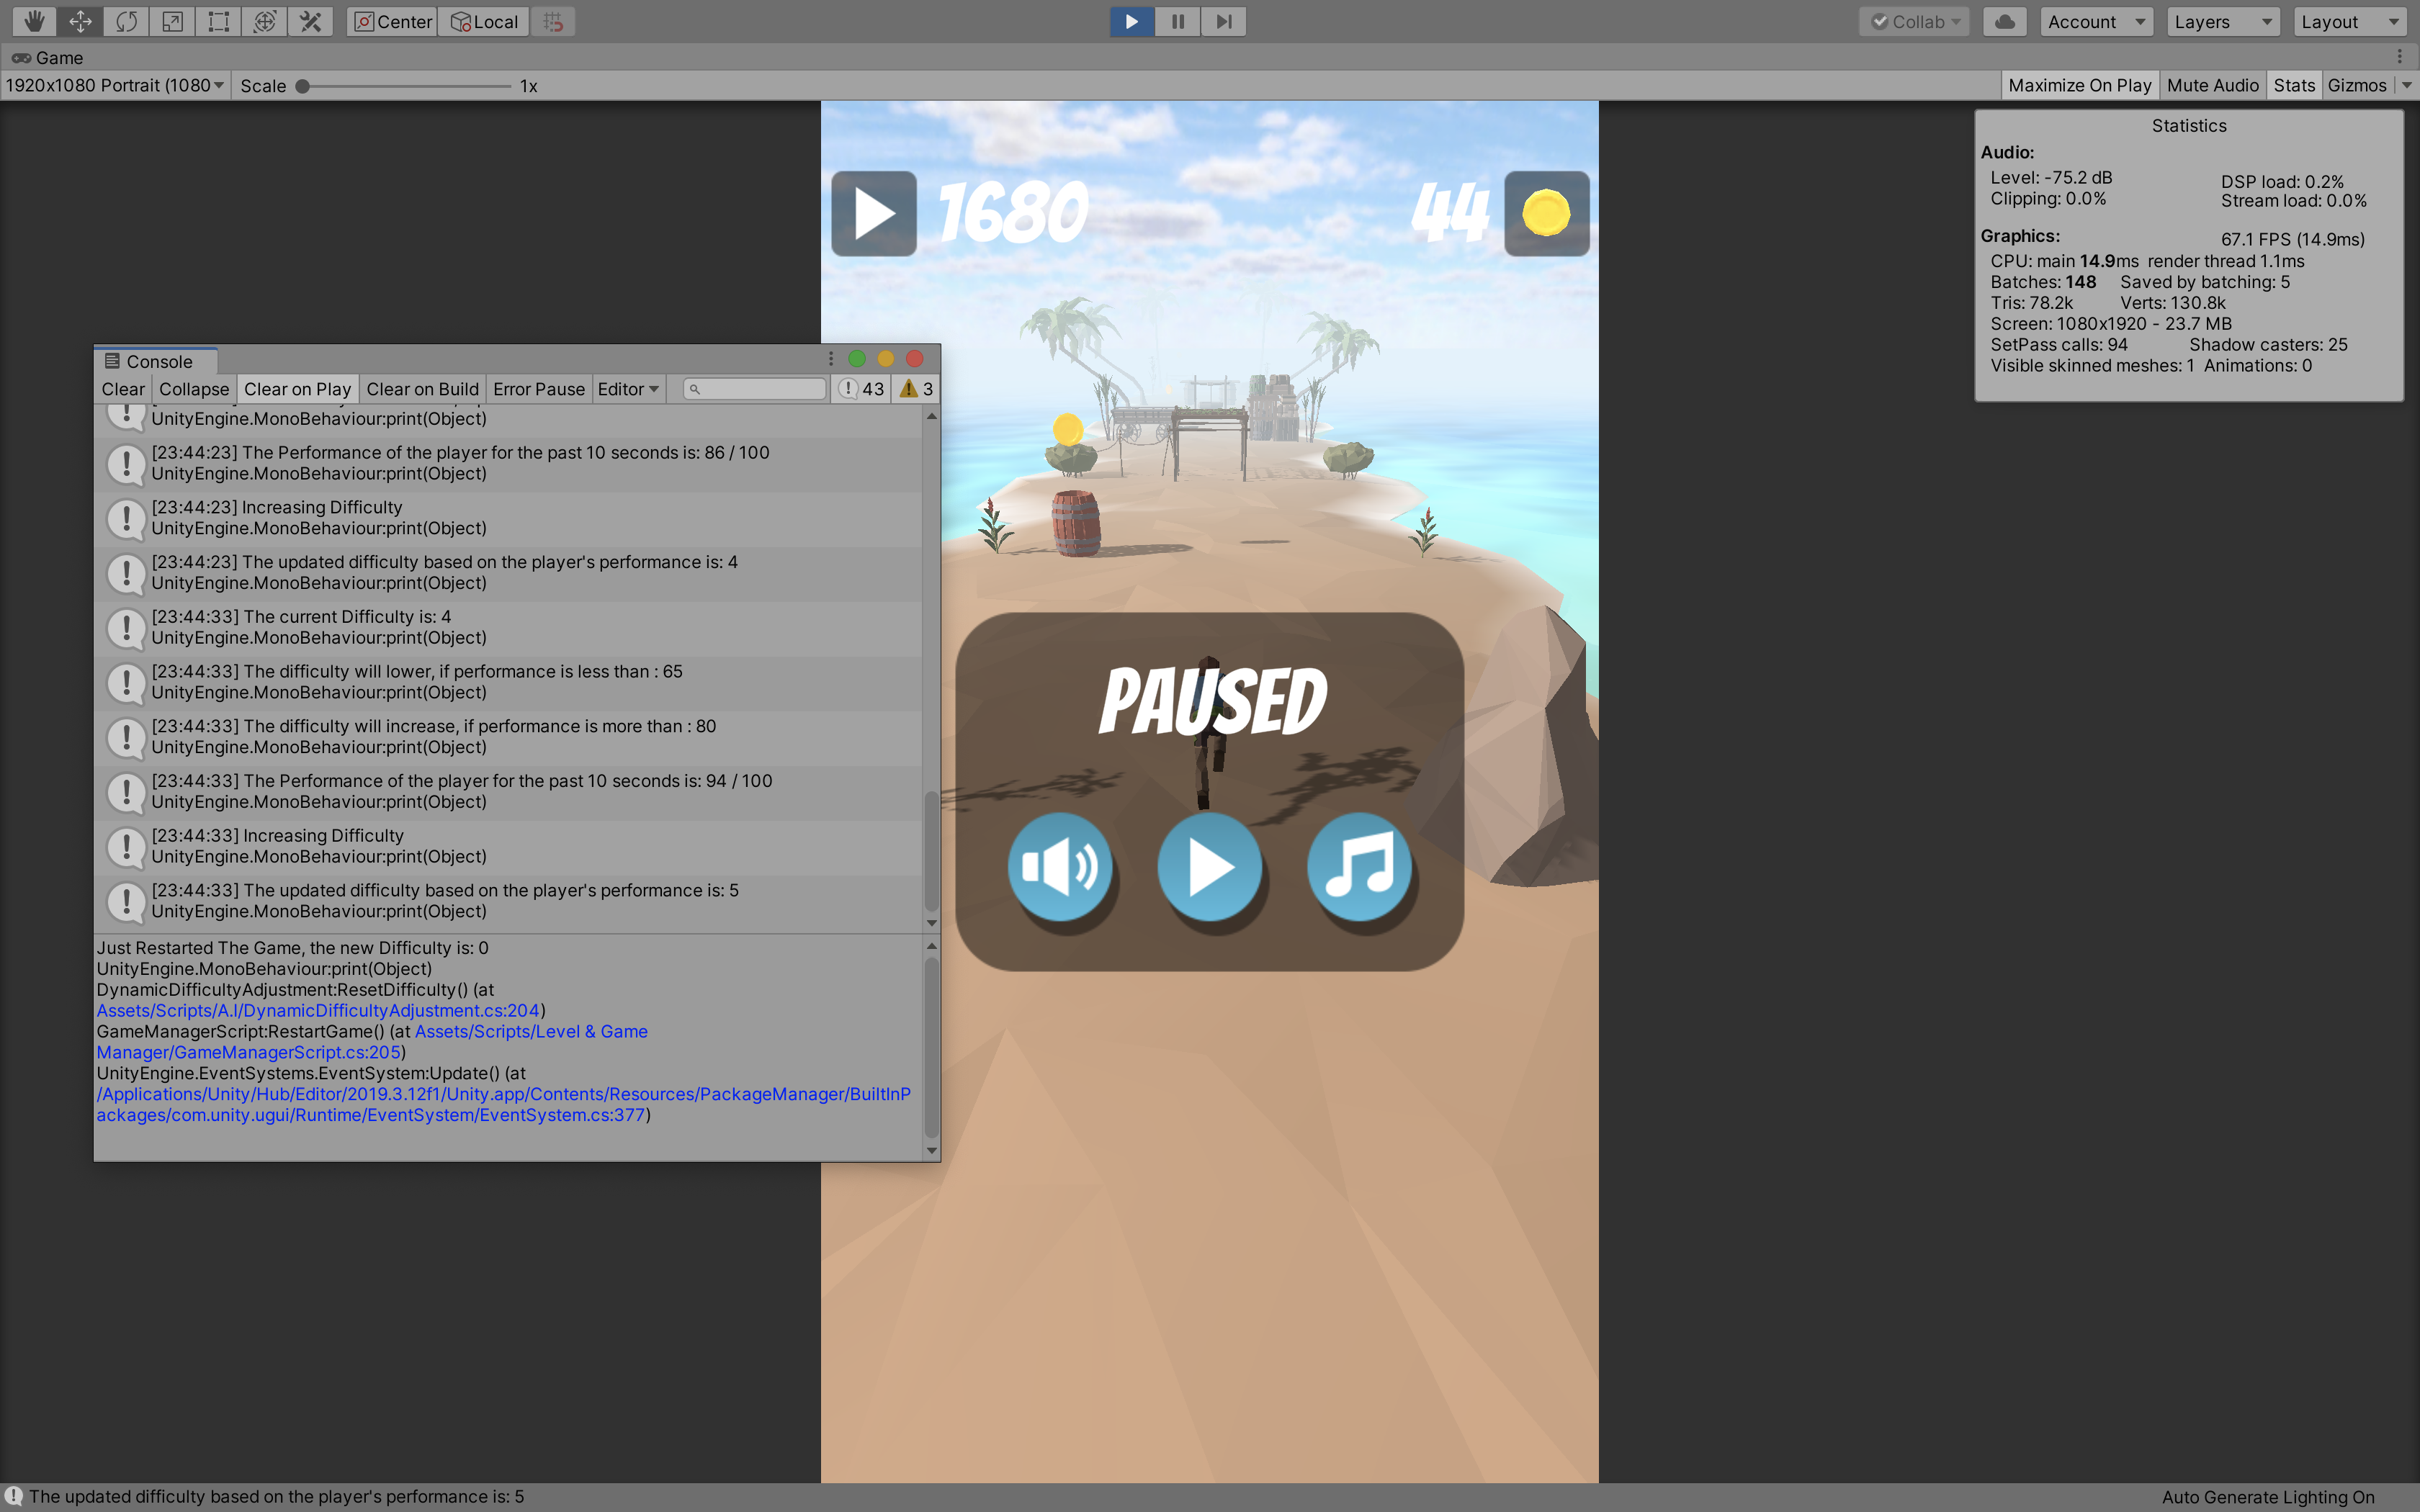 Center
Local
Collab
Account
Layers
Layout
Game
1920x1080 Portrait (1080
Scale
1x
Maximize On Play
Mute Audio
Stats
Gizmos
1680
44
Statistics
Audio:
Level: -75.2 dB
DSP load: 0.2%
Clipping: 0.0%
Stream load: 0.0%
Graphics:
67.1 FPS (14.9ms)
CPU: main 14.9ms render thread 1.1ms
Batches: 148 Saved by batching: 5
Tris: 78.2k Verts: 130.8k
Screen: 1080x1920 - 23.7 MB
SetPass calls: 94 Shadow casters: 25
Visible skinned meshes: 1 Animations: 0
Console
Clear
Collapse
Clear on Play
Clear on Build
Error Pause
Editor
43
3
UnityEngine.MonoBehaviour:print(Object)
[23:44:23] The Performance of the player for the past 10 seconds is: 86 / 100
UnityEngine.MonoBehaviour:print(Object)
[23:44:23] Increasing Difficulty
UnityEngine.MonoBehaviour:print(Object)
[23:44:23] The updated difficulty based on the player's performance is: 4
UnityEngine.MonoBehaviour:print(Object)
[23:44:33] The current Difficulty is: 4
UnityEngine.MonoBehaviour:print(Object)
[23:44:33] The difficulty will lower, if performance is less than : 65
UnityEngine.MonoBehaviour:print(Object)
[23:44:33] The difficulty will increase, if performance is more than : 80
UnityEngine.MonoBehaviour:print(Object)
[23:44:33] The Performance of the player for the past 10 seconds is: 94 / 100
UnityEngine.MonoBehaviour:print(Object)
[23:44:33] Increasing Difficulty
UnityEngine.MonoBehaviour:print(Object)
[23:44:33] The updated difficulty based on the player's performance is: 5
UnityEngine.MonoBehaviour:print(Object)
Just Restarted The Game, the new Difficulty is: 0
UnityEngine.MonoBehaviour:print(Object)
DynamicDifficultyAdjustment:ResetDifficulty() (at
Assets/Scripts/A.I/DynamicDifficultyAdjustment.cs:204)
GameManagerScript:RestartGame() (at Assets/Scripts/Level & Game
Manager/GameManagerScript.cs:205)
UnityEngine.EventSystems.EventSystem:Update() (at
/Applications/Unity/Hub/Editor/2019.3.12f1/Unity.app/Contents/Resources/PackageManager/BuiltInP
ackages/com.unity.ugui/Runtime/EventSystem/EventSystem.cs:377)
PAUSED
The updated difficulty based on the player's performance is: 5
Auto Generate Lighting On